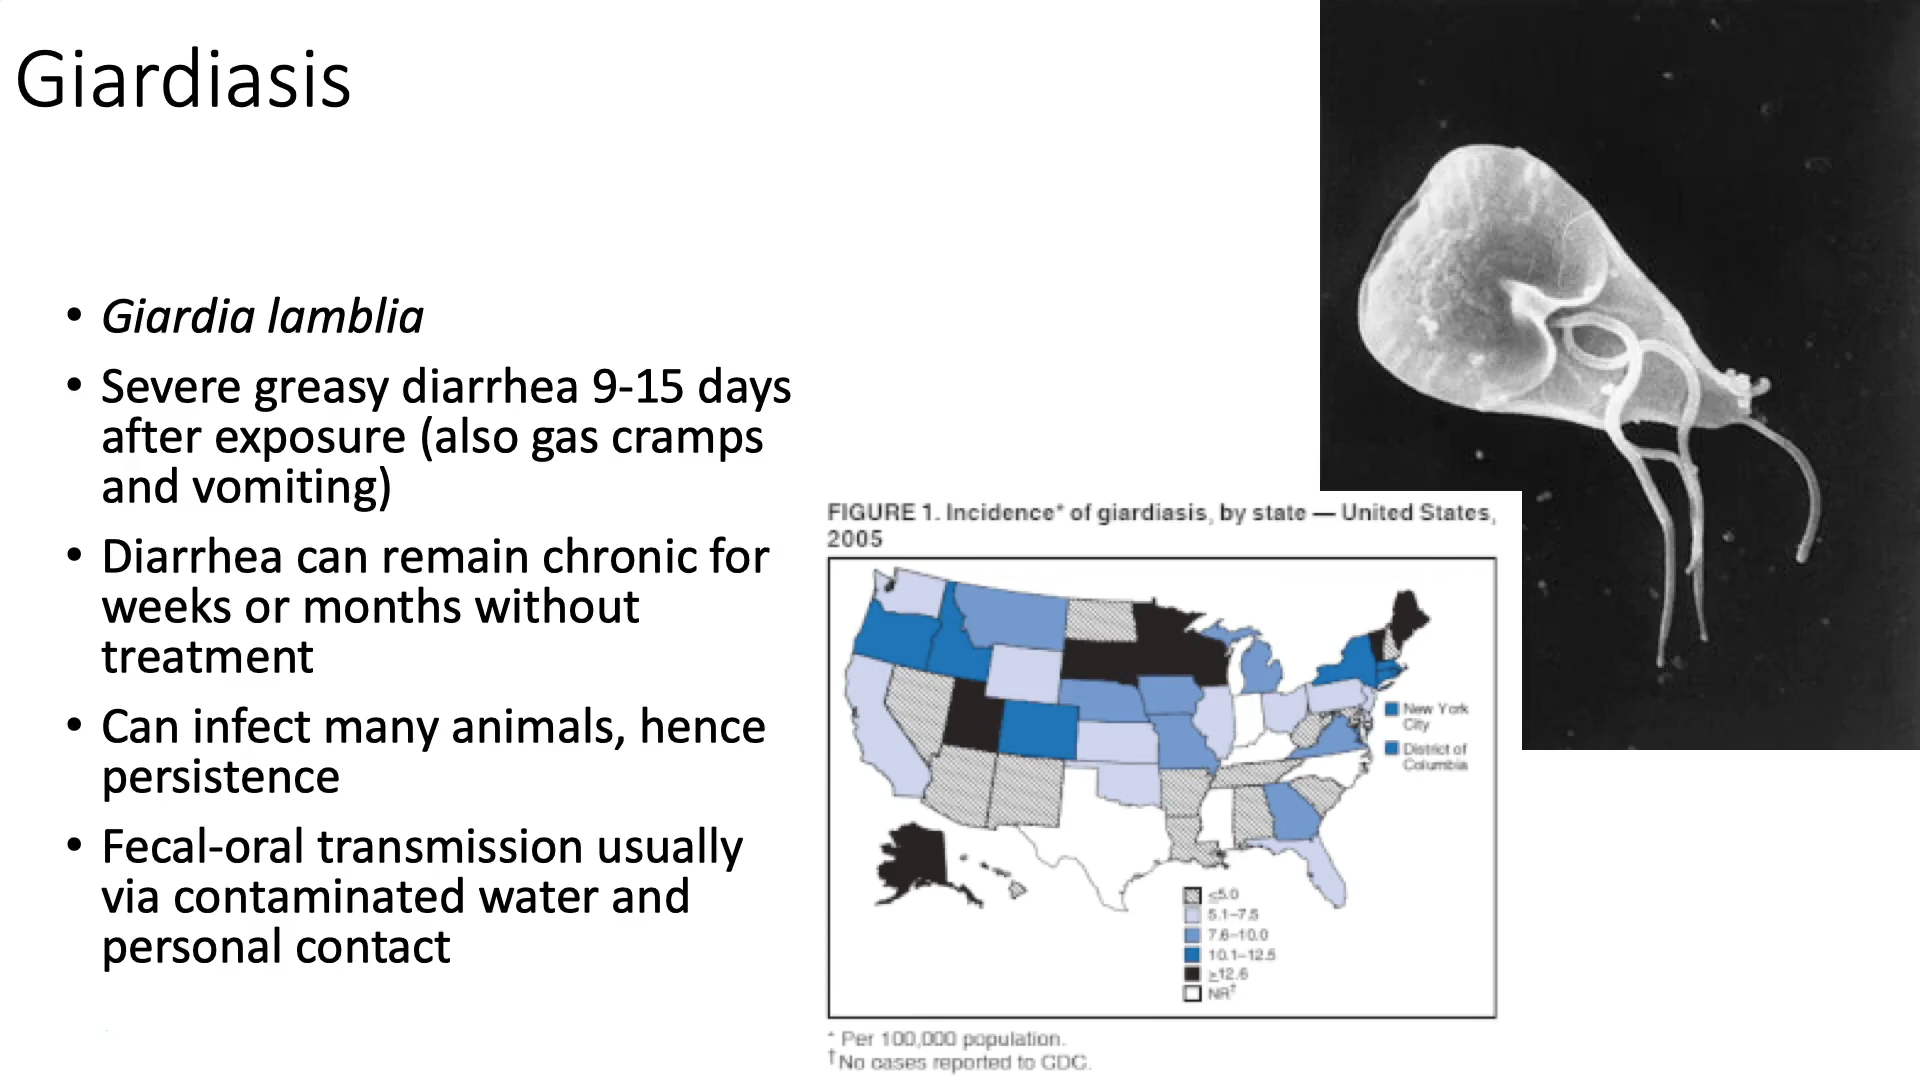 Giardiasis
• Giardia lamblia
• Severe greasy diarrhea 9-15 days
after exposure (also gas cramps
and vomiting)
• Diarrhea can remain chronic for
weeks or months without
treatment
• Can infect many animals, hence
persistence
• Fecal-oral transmission usually
via contaminated water and
personal contact
FIGURE 1. Incidence* of giardiasis, by state — United States,
2005
New York
City
District of
Columbia
≤5.0
5.1–7.5
7.6–10.0
10.1–12.5
≥12.6
NR†
* Per 100,000 population.
† No cases reported to CDC.